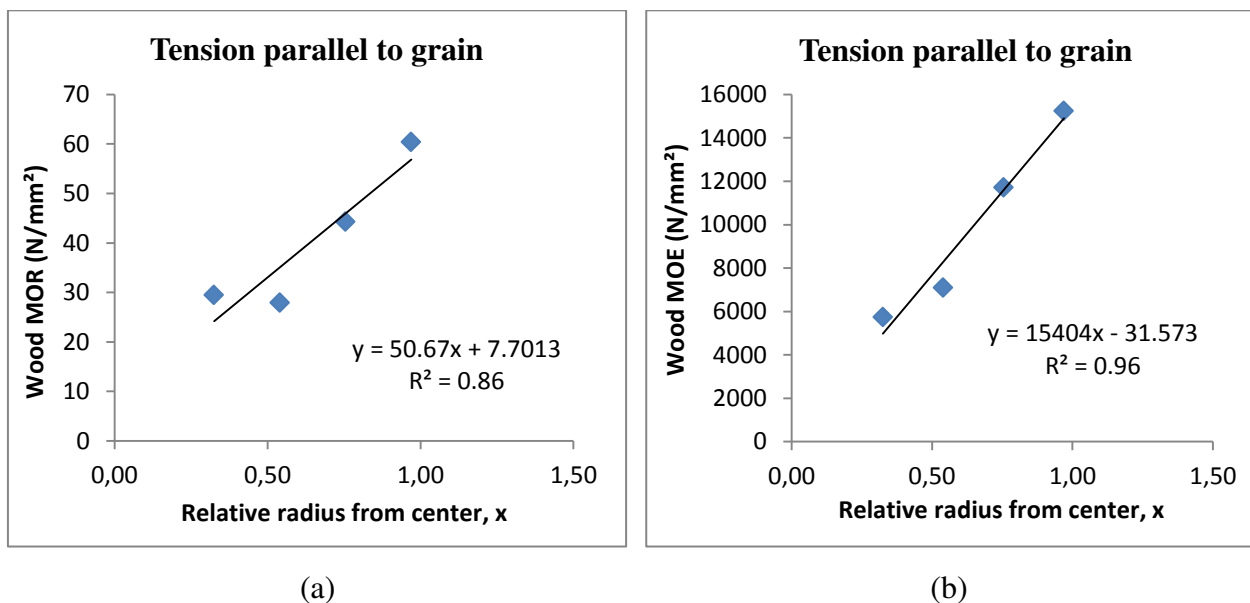 Tension parallel to grain
70
60
50
40
30
20
10
0
Wood MOR (N/mm²)
y = 50.67x + 7.7013
R² = 0.86
0,00 0,50 1,00 1,50
Relative radius from center, x
(a)
Tension parallel to grain
16000
14000
12000
10000
8000
6000
4000
2000
0
Wood MOE (N/mm²)
y = 15404x - 31.573
R² = 0.96
0,00 0,50 1,00 1,50
Relative radius from center, x
(b)